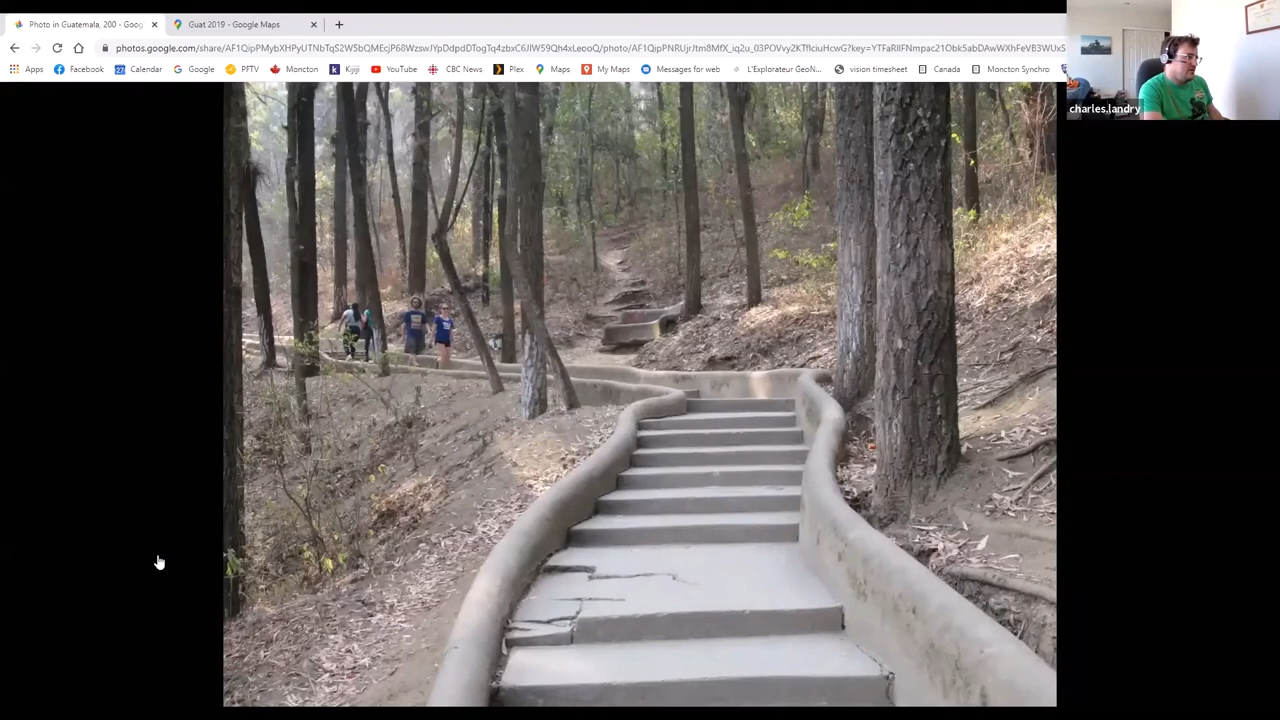 Photo in Guatemala, 200 - Goog
Guat 2019 - Google Maps
photos.google.com/share/AF1QipPMybXHPyUTNbTqS2W5bQMEcjP68WzswJYpDdpdDTogTq4zbxC6JIW59Qh4xLeooQ/photo/AF1QipPNRUjrJtm8MfX_iq2u_03POVvy2KTflciuHcwG?key=YTFaRllFNmpac21Obk5abDAwWXhFeVB3WUxS
Apps Facebook Calendar Google PFTV Moncton Kijiji YouTube CBC News Plex Maps My Maps Messages for web L'Explorateur GeoN... vision timesheet Canada Moncton Synchro
charles.landry